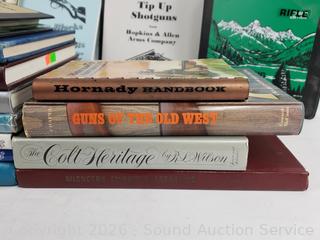 Tip Up
Shotguns
from
Hopkins & Allen
Arms Company
RIFLE
Hornady HANDBOOK
GUNS OF THE OLD WEST
The Colt Heritage R.L. Wilson
Copyright 2026 Sound Auction Service